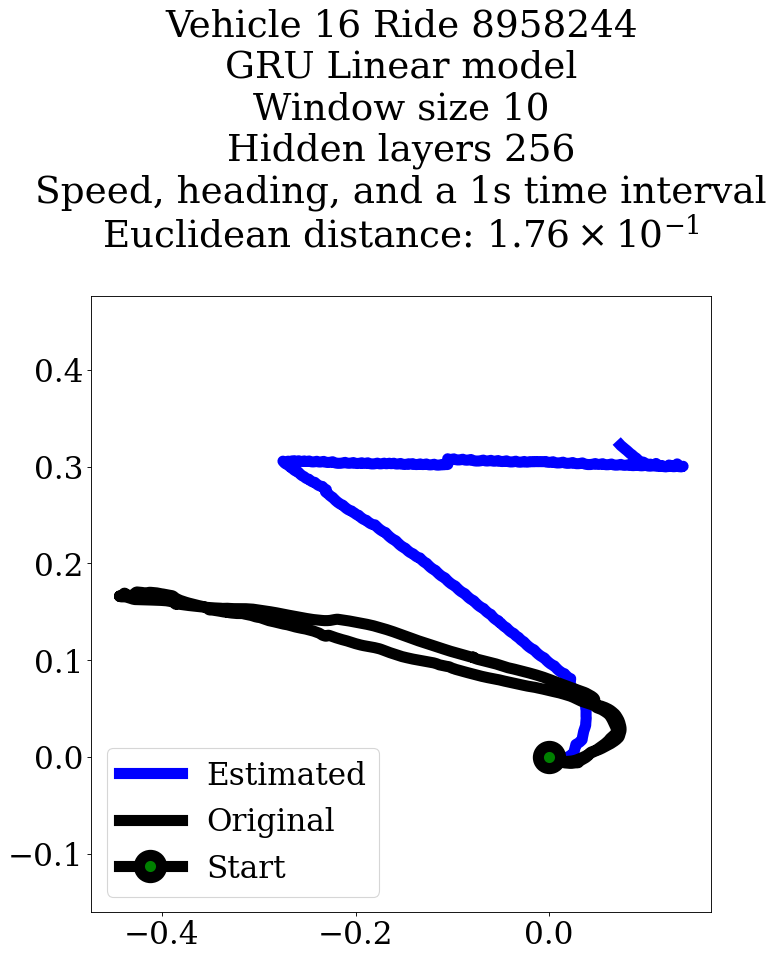 Vehicle 16 Ride 8958244
GRU Linear model
Window size 10
Hidden layers 256
Speed, heading, and a 1s time interval
Euclidean distance: 1.76 × 10⁻¹
0.4
0.3
0.2
0.1
0.0
−0.1
Estimated
Original
Start
−0.4
−0.2
0.0